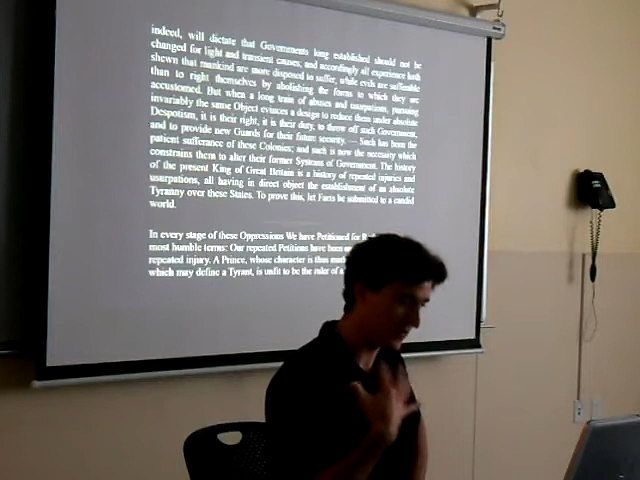 indeed, will dictate that Governments long established should not be
changed for light and transient causes; and accordingly all experience hath
shewn that mankind are more disposed to suffer, while evils are sufferable
than to right themselves by abolishing the forms to which they are
accustomed. But when a long train of abuses and usurpations, pursuing
invariably the same Object evinces a design to reduce them under absolute
Despotism, it is their right, it is their duty, to throw off such Government,
and to provide new Guards for their future security. — Such has been the
patient sufferance of these Colonies; and such is now the necessity which
constrains them to alter their former Systems of Government. The history
of the present King of Great Britain is a history of repeated injuries and
usurpations, all having in direct object the establishment of an absolute
Tyranny over these States. To prove this, let Facts be submitted to a candid
world.
In every stage of these Oppressions We have Petitioned for
most humble terms: Our repeated Petitions have been
repeated injury. A Prince, whose character is thus
which may define a Tyrant, is unfit to be the ruler of